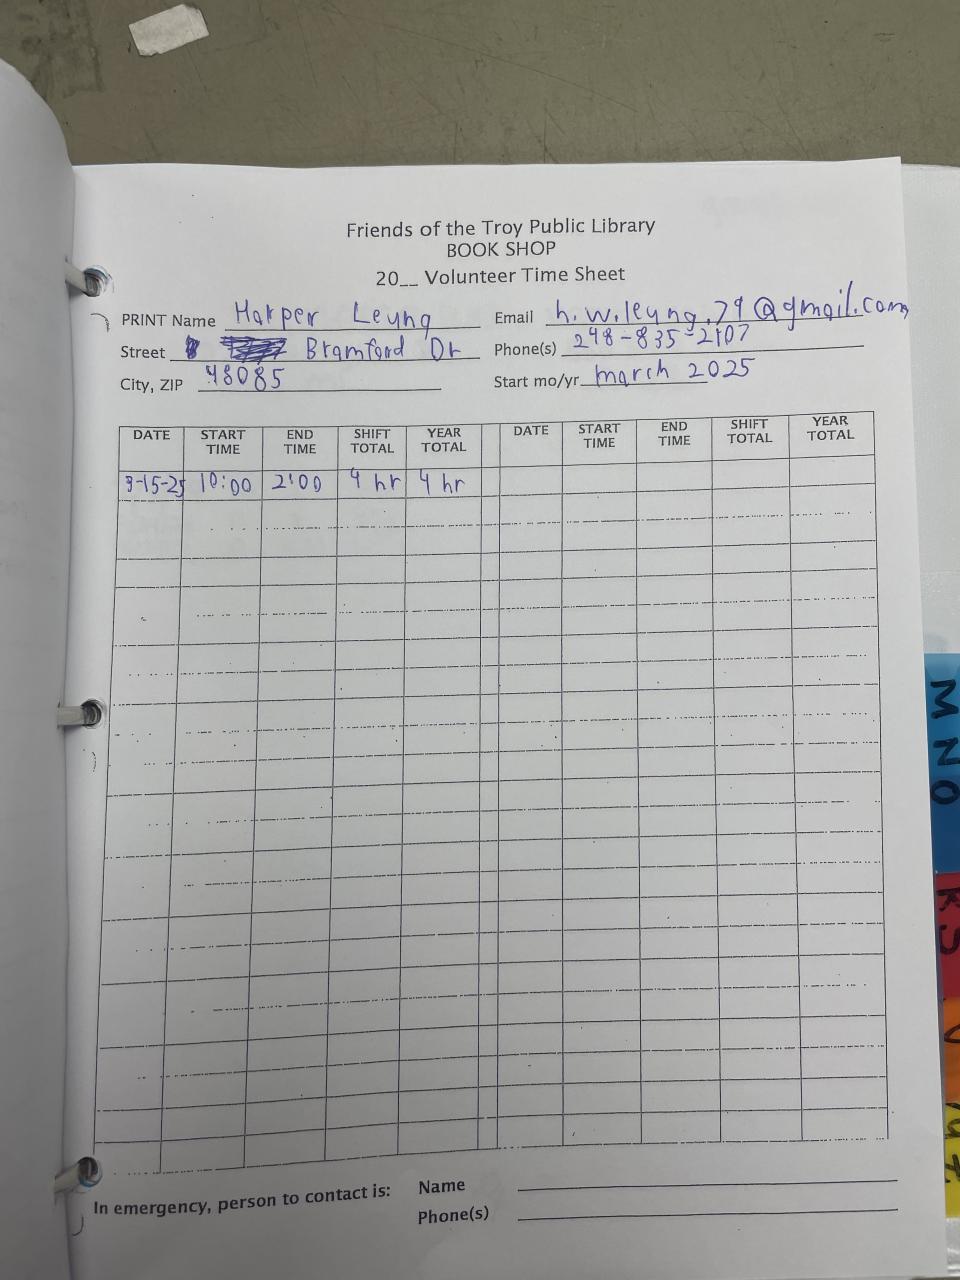 Friends of the Troy Public Library
BOOK SHOP
20__ Volunteer Time Sheet
PRINT Name Harper Leung Email h.w.leung.79@gmail.com
Street Bramford Dr Phone(s) 248-835-2107
City, ZIP 48085 Start mo/yr march 2025
DATE START TIME END TIME SHIFT TOTAL YEAR TOTAL DATE START TIME END TIME SHIFT TOTAL YEAR TOTAL
3-15-25 10:00 2:00 4 hr 4 hr
In emergency, person to contact is: Name
Phone(s)
M N O
R S